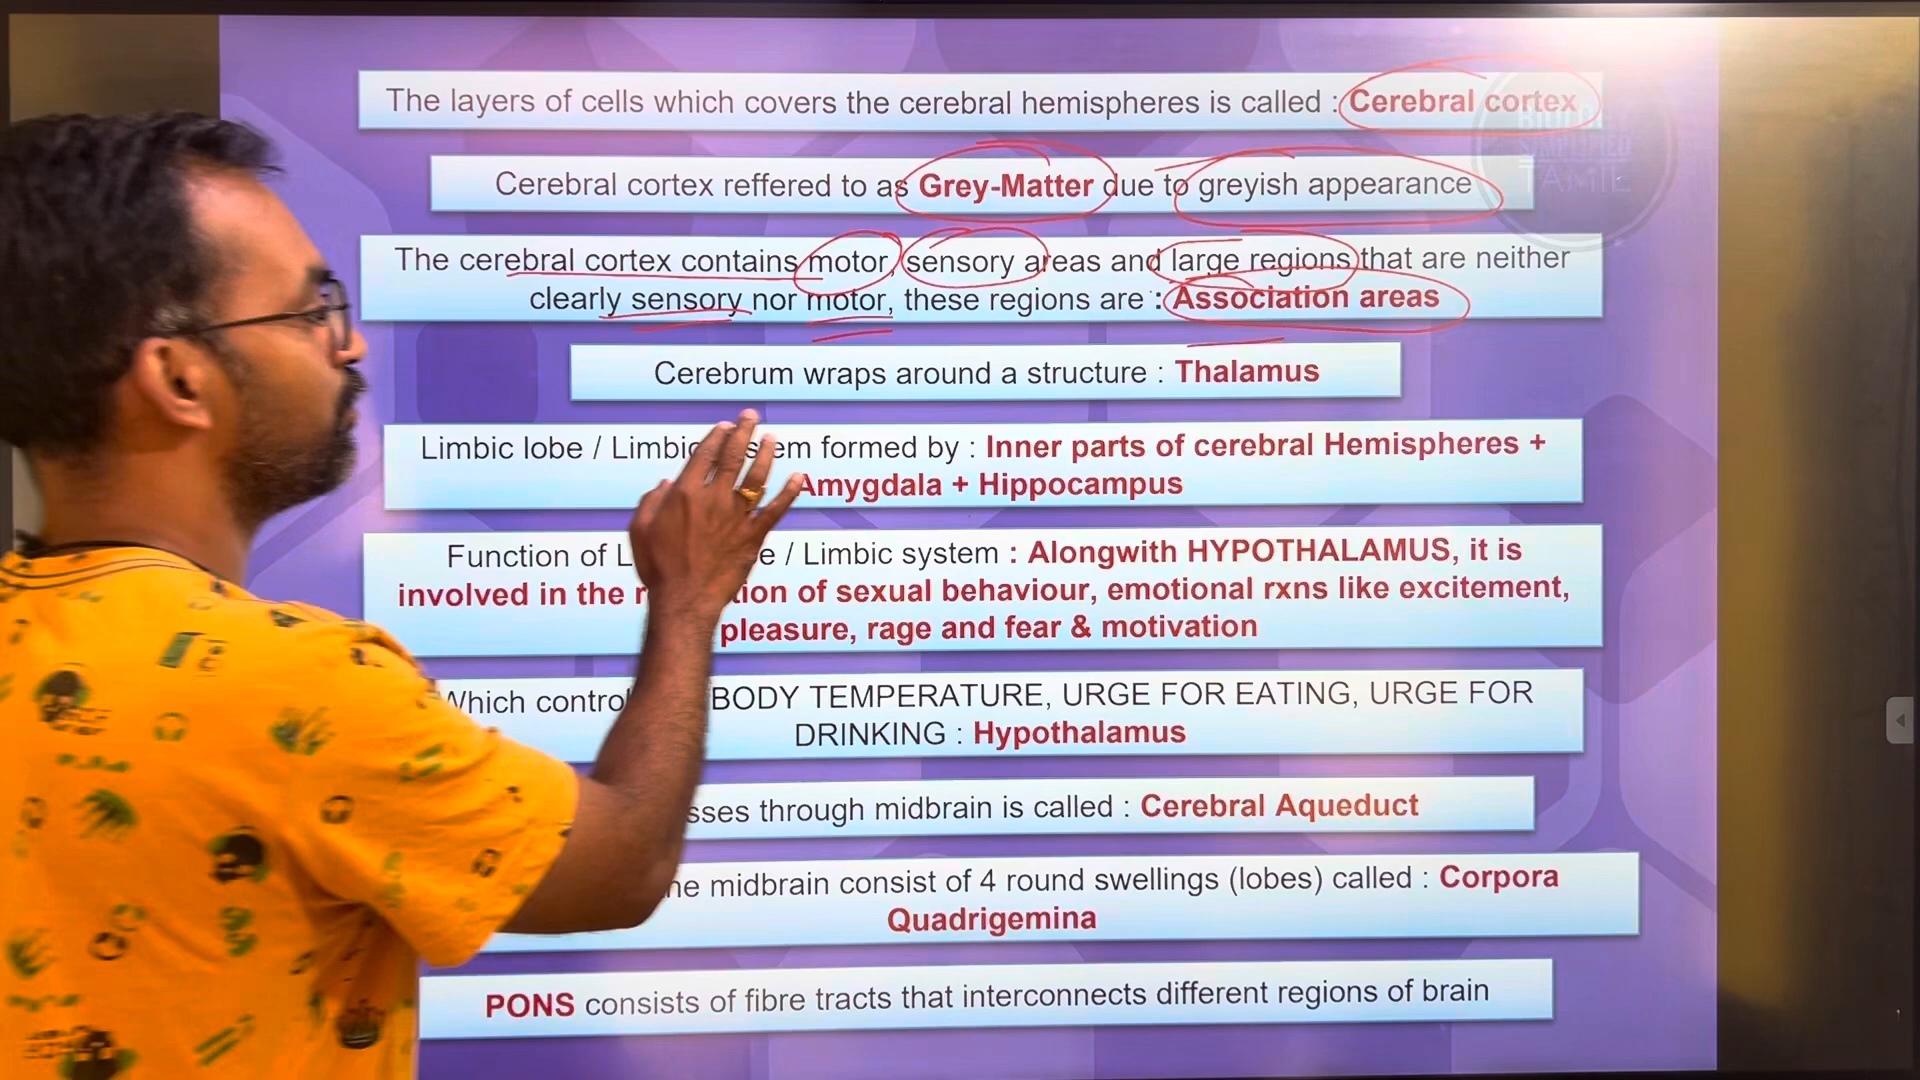 The layers of cells which covers the cerebral hemispheres is called : Cerebral cortex
SIMPLIFIED
TAMIL
Cerebral cortex reffered to as Grey-Matter due to greyish appearance
The cerebral cortex contains motor, sensory areas and large regions that are neither
clearly sensory nor motor, these regions are : Association areas
Cerebrum wraps around a structure : Thalamus
Limbic lobe / Limbic em formed by : Inner parts of cerebral Hemispheres +
Amygdala + Hippocampus
Function of / Limbic system : Alongwith HYPOTHALAMUS, it is
involved in the of sexual behaviour, emotional rxns like excitement,
pleasure, rage and fear & motivation
Which BODY TEMPERATURE, URGE FOR EATING, URGE FOR
DRINKING : Hypothalamus
through midbrain is called : Cerebral Aqueduct
midbrain consist of 4 round swellings (lobes) called : Corpora
Quadrigemina
PONS consists of fibre tracts that interconnects different regions of brain